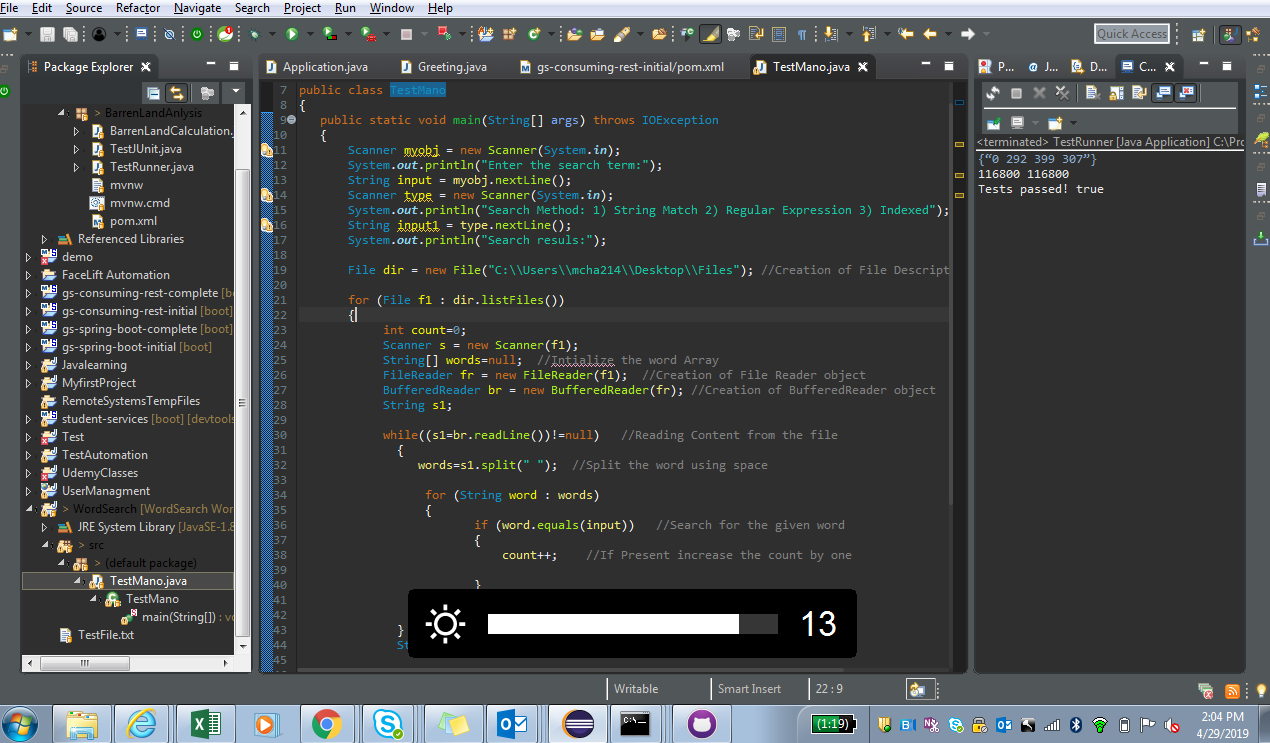 File Edit Source Refactor Navigate Search Project Run Window Help
Quick Access
Package Explorer
> BarrenLandAnlysis
BarrenLandCalculation.
TestJUnit.java
TestRunner.java
mvnw
mvnw.cmd
pom.xml
Referenced Libraries
demo
FaceLift Automation
gs-consuming-rest-complete [bo
gs-consuming-rest-initial [boot]
gs-spring-boot-complete [boot]
gs-spring-boot-initial [boot]
Javalearning
MyfirstProject
RemoteSystemsTempFiles
student-services [boot] [devtools
Test
TestAutomation
UdemyClasses
UserManagment
> WordSearch [WordSearch Wor
JRE System Library [JavaSE-1.8
> src
> (default package)
TestMano.java
TestMano
main(String[]) : vo
TestFile.txt
Application.java Greeting.java gs-consuming-rest-initial/pom.xml TestMano.java
7 public class TestMano
8 {
9 public static void main(String[] args) throws IOException
10 {
11 Scanner myobj = new Scanner(System.in);
12 System.out.println("Enter the search term:");
13 String input = myobj.nextLine();
14 Scanner type = new Scanner(System.in);
15 System.out.println("Search Method: 1) String Match 2) Regular Expression 3) Indexed");
16 String input1 = type.nextLine();
17 System.out.println("Search resuls:");
18
19 File dir = new File("C:\\Users\\mcha214\\Desktop\\Files"); //Creation of File Descript
20
21 for (File f1 : dir.listFiles())
22 {
23 int count=0;
24 Scanner s = new Scanner(f1);
25 String[] words=null; //Intialize the word Array
26 FileReader fr = new FileReader(f1); //Creation of File Reader object
27 BufferedReader br = new BufferedReader(fr); //Creation of BufferedReader object
28 String s1;
29
30 while((s1=br.readLine())!=null) //Reading Content from the file
31 {
32 words=s1.split(" "); //Split the word using space
33
34 for (String word : words)
35 {
36 if (word.equals(input)) //Search for the given word
37 {
38 count++; //If Present increase the count by one
39
40 }
41
42
43 }
44 St
45
13
P... J... D... C...
<terminated> TestRunner [Java Application] C:\Pro
{“0 292 399 307”}
116800 116800
Tests passed! true
Writable Smart Insert 22 : 9
(1:19)
2:04 PM
4/29/2019